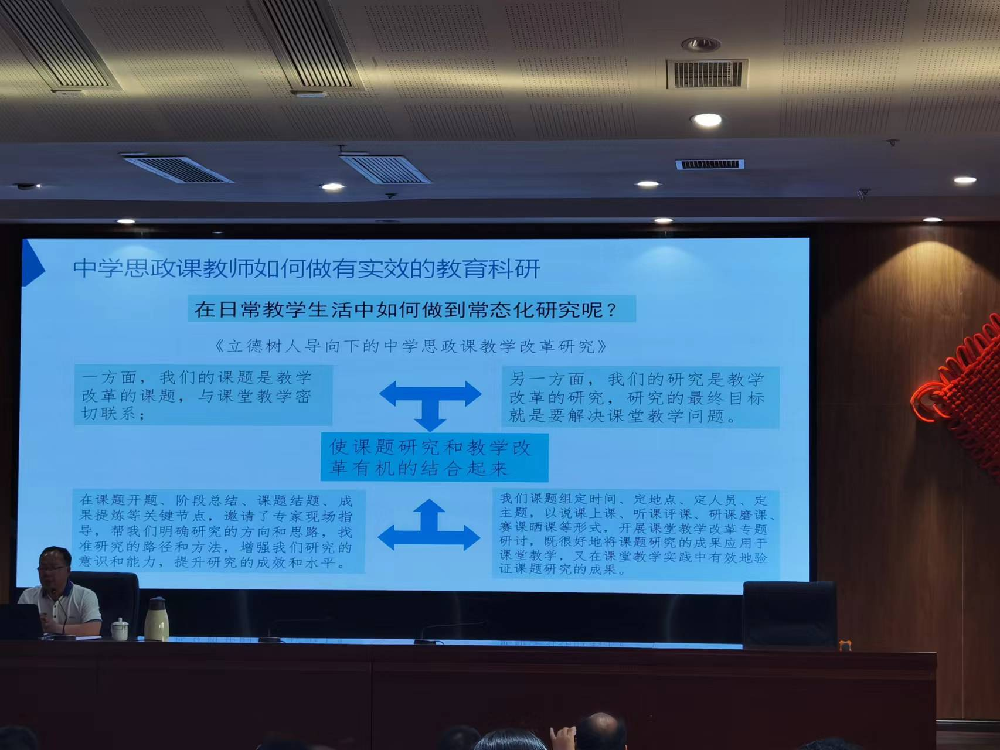 中学思政课教师如何做有实效的教育科研
在日常教学生活中如何做到常态化研究呢？
《立德树人导向下的中学思政课教学改革研究》
一方面，我们的课题是教学
改革的课题，与课堂教学密
切联系；
另一方面，我们的研究是教学
改革的研究，研究的最终目标
就是要解决课堂教学问题。
使课题研究和教学改
革有机的结合起来
在课题开题、阶段总结、课题结题、成
果提炼等关键节点，邀请了专家现场指
导，帮我们明确研究的方向和思路，找
准研究的路径和方法，增强我们研究的
意识和能力，提升研究的成效和水平。
我们课题组定时间、定地点、定人员、定
主题，以说课上课、听课评课、研课磨课、
赛课晒课等形式，开展课堂教学改革专题
研讨，既很好地将课题研究的成果应用于
课堂教学，又在课堂教学实践中有效地验
证课题研究的成果。